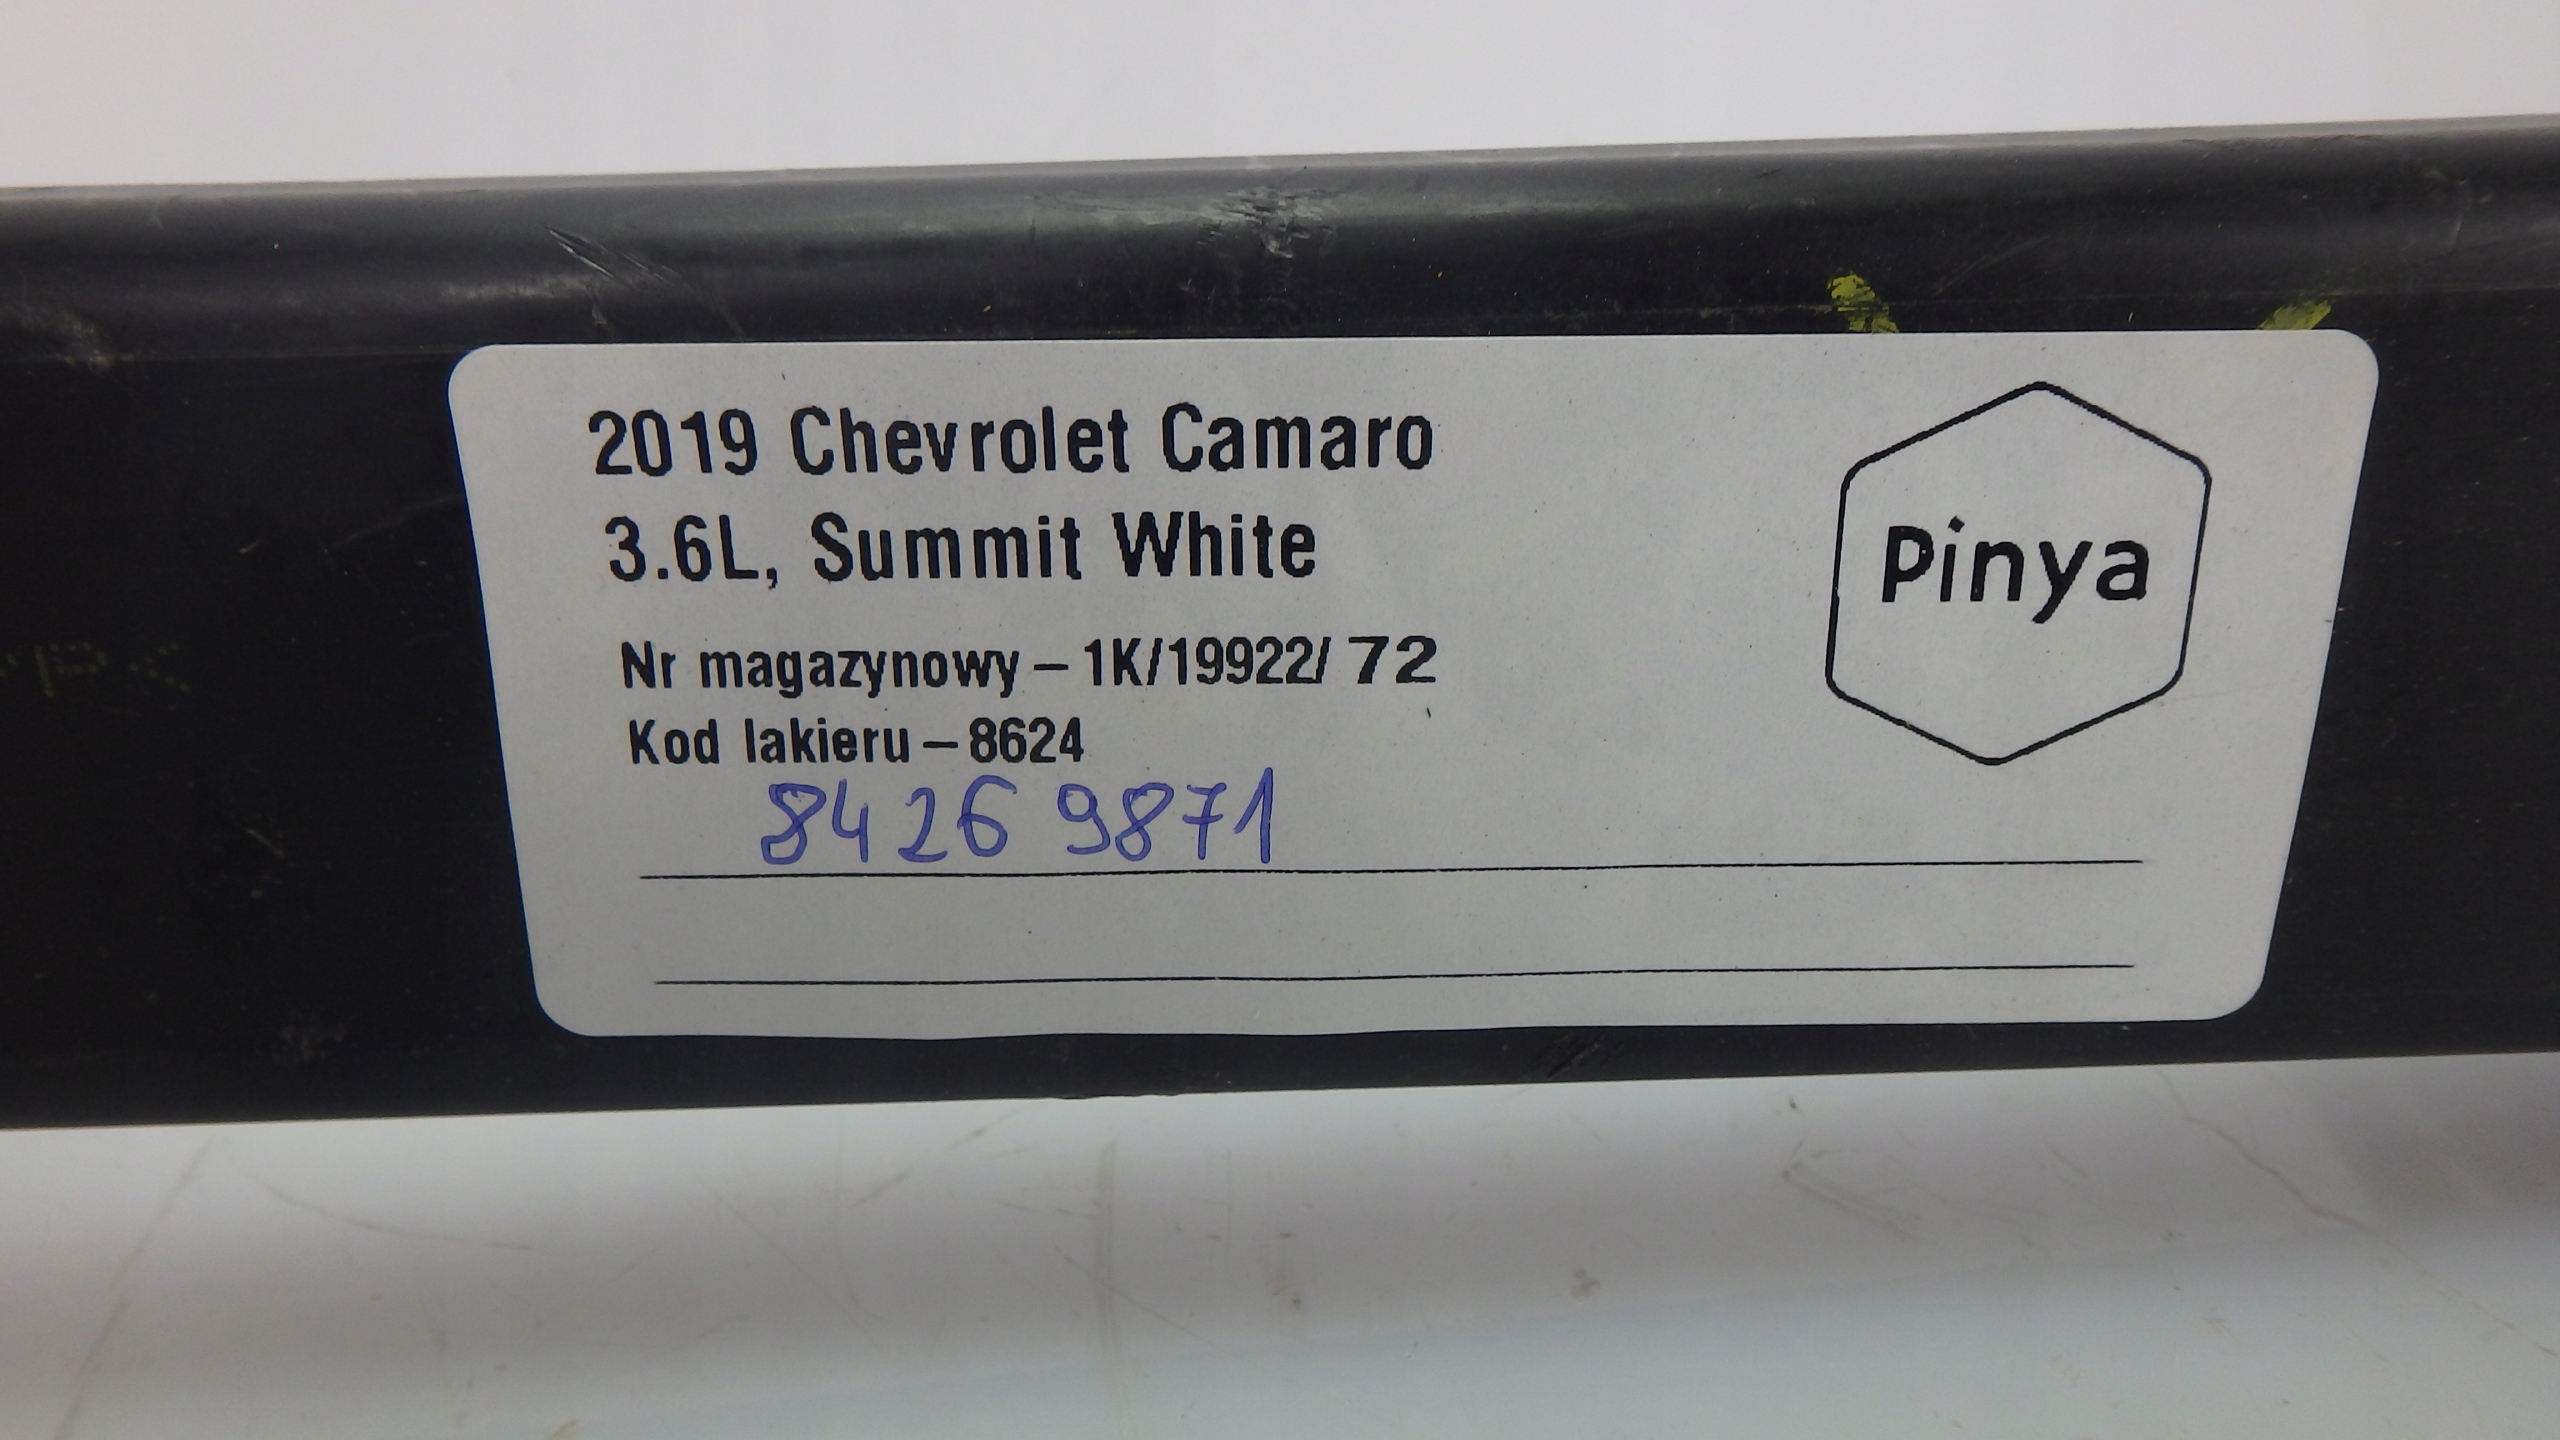 2019 Chevrolet Camaro
3.6L, Summit White
Pinya
Nr magazynowy – 1K/19922/ 72
Kod lakieru – 8624
84269871